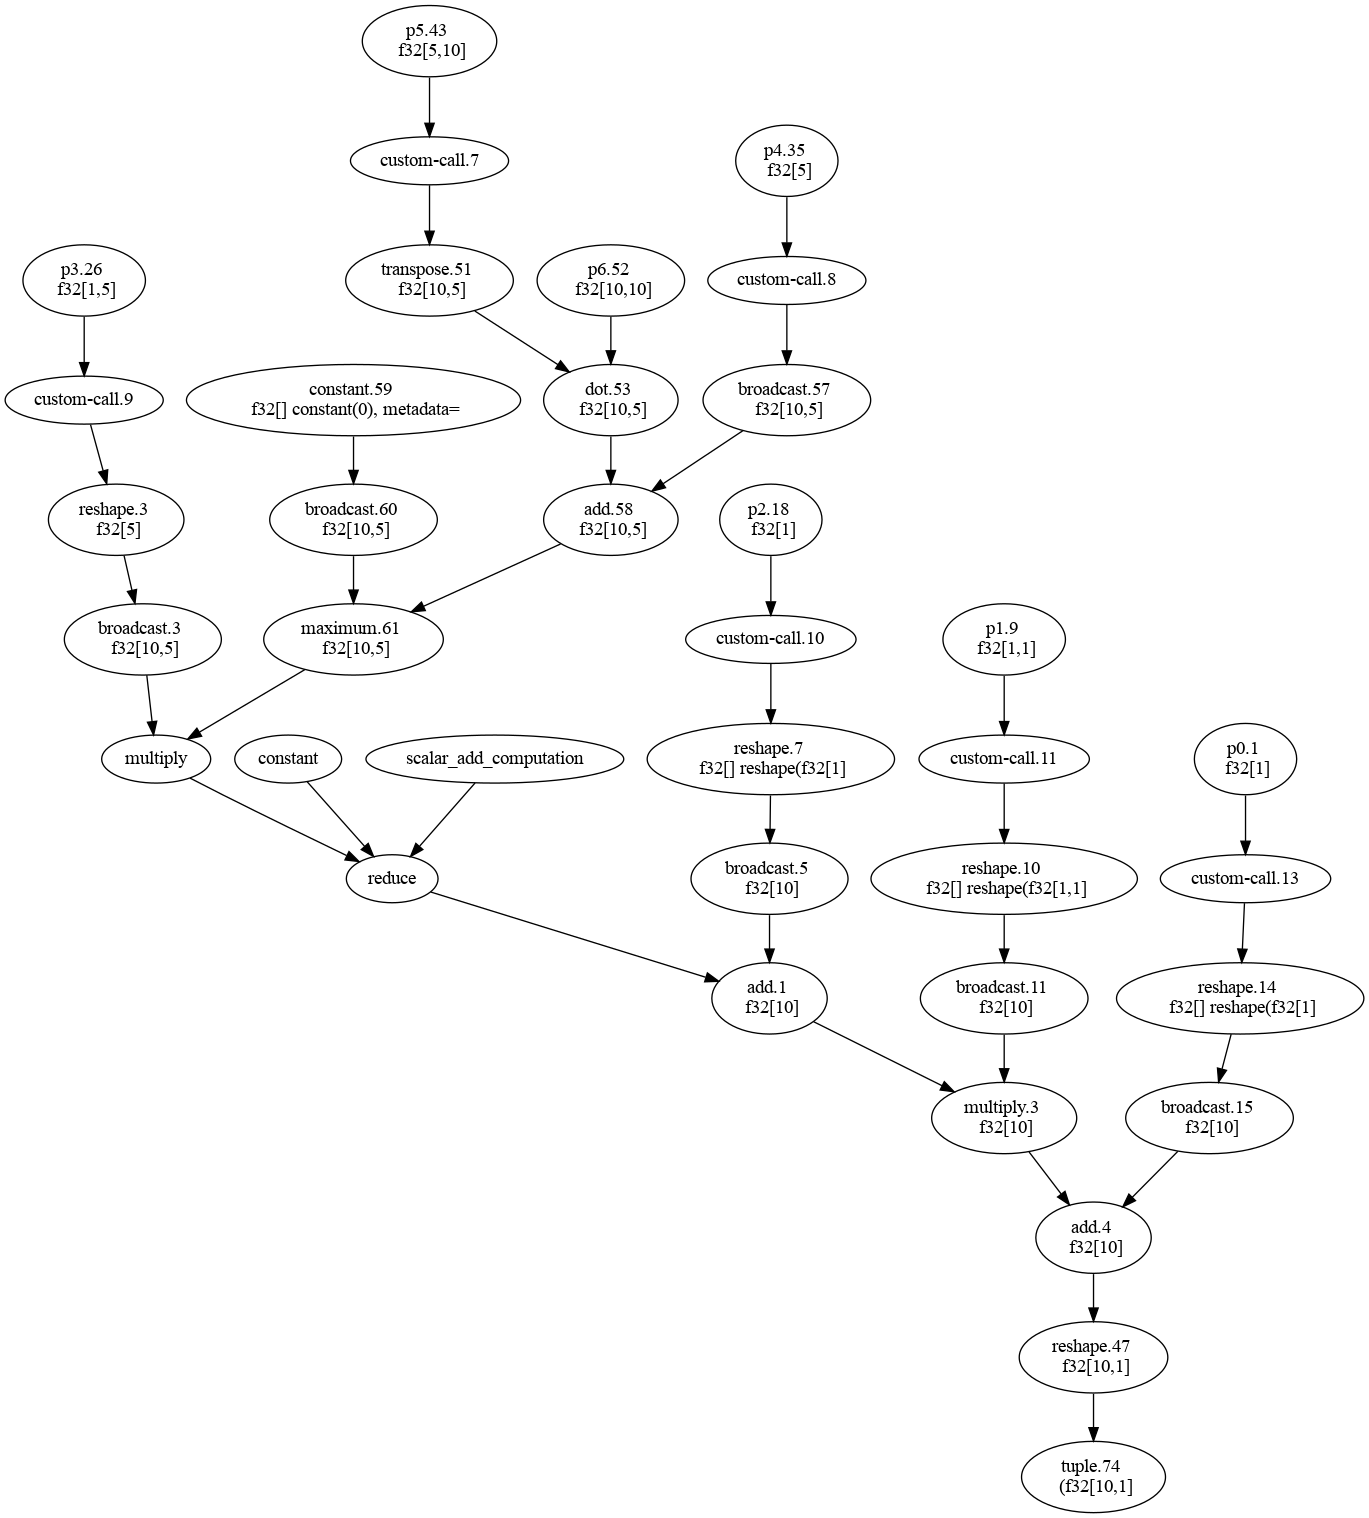 p5.43
f32[5,10]
custom-call.7
p4.35
f32[5]
p3.26
f32[1,5]
transpose.51
f32[10,5]
p6.52
f32[10,10]
custom-call.8
custom-call.9
constant.59
f32[] constant(0), metadata=
dot.53
f32[10,5]
broadcast.57
f32[10,5]
reshape.3
f32[5]
broadcast.60
f32[10,5]
add.58
f32[10,5]
p2.18
f32[1]
broadcast.3
f32[10,5]
maximum.61
f32[10,5]
custom-call.10
p1.9
f32[1,1]
multiply
constant
scalar_add_computation
reshape.7
f32[] reshape(f32[1]
custom-call.11
p0.1
f32[1]
reduce
broadcast.5
f32[10]
reshape.10
f32[] reshape(f32[1,1]
custom-call.13
add.1
f32[10]
broadcast.11
f32[10]
reshape.14
f32[] reshape(f32[1]
multiply.3
f32[10]
broadcast.15
f32[10]
add.4
f32[10]
reshape.47
f32[10,1]
tuple.74
(f32[10,1]